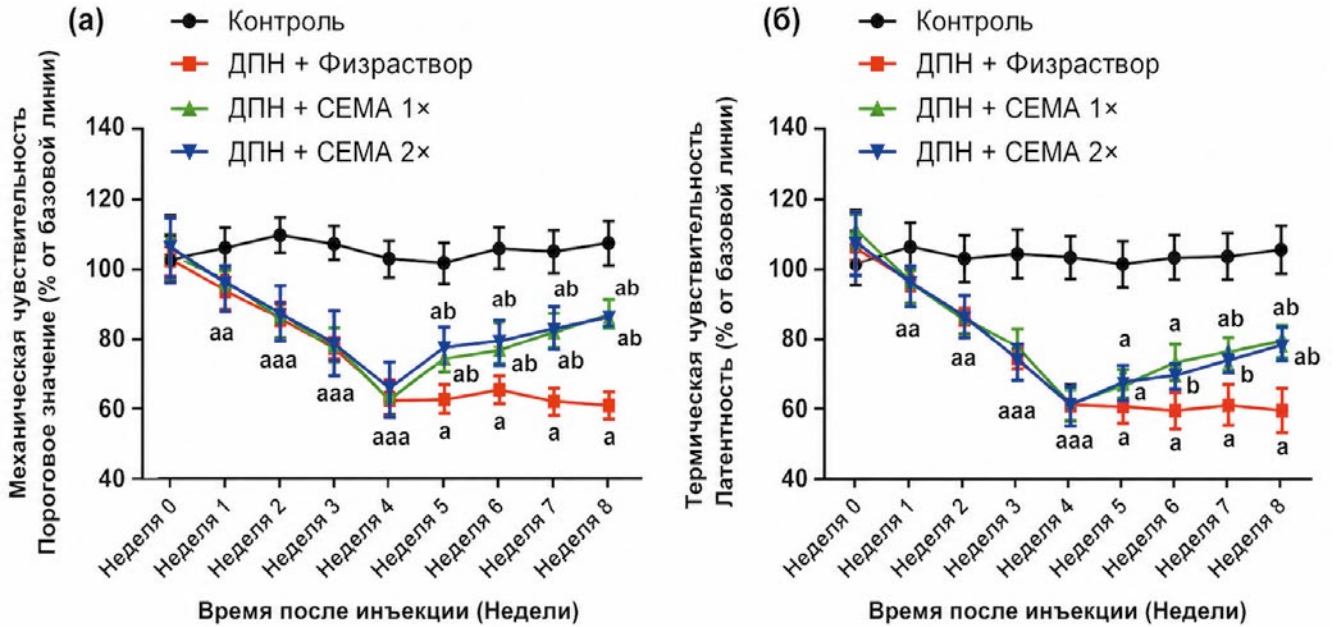 (а)
Контроль
ДПН + Физраствор
ДПН + СЕМА 1×
ДПН + СЕМА 2×
Механическая чувствительность
Пороговое значение (% от базовой линии)
140
120
100
80
60
40
aa
aaa
aaa
aaa
ab
ab
ab
ab
ab
ab
ab
ab
a
a
a
a
Неделя 0
Неделя 1
Неделя 2
Неделя 3
Неделя 4
Неделя 5
Неделя 6
Неделя 7
Неделя 8
Время после инъекции (Недели)
(б)
Контроль
ДПН + Физраствор
ДПН + СЕМА 1×
ДПН + СЕМА 2×
Термическая чувствительность
Латентность (% от базовой линии)
140
120
100
80
60
40
aa
aa
aaa
aaa
a
a
ab
ab
a
b
b
ab
a
a
a
a
Неделя 0
Неделя 1
Неделя 2
Неделя 3
Неделя 4
Неделя 5
Неделя 6
Неделя 7
Неделя 8
Время после инъекции (Недели)